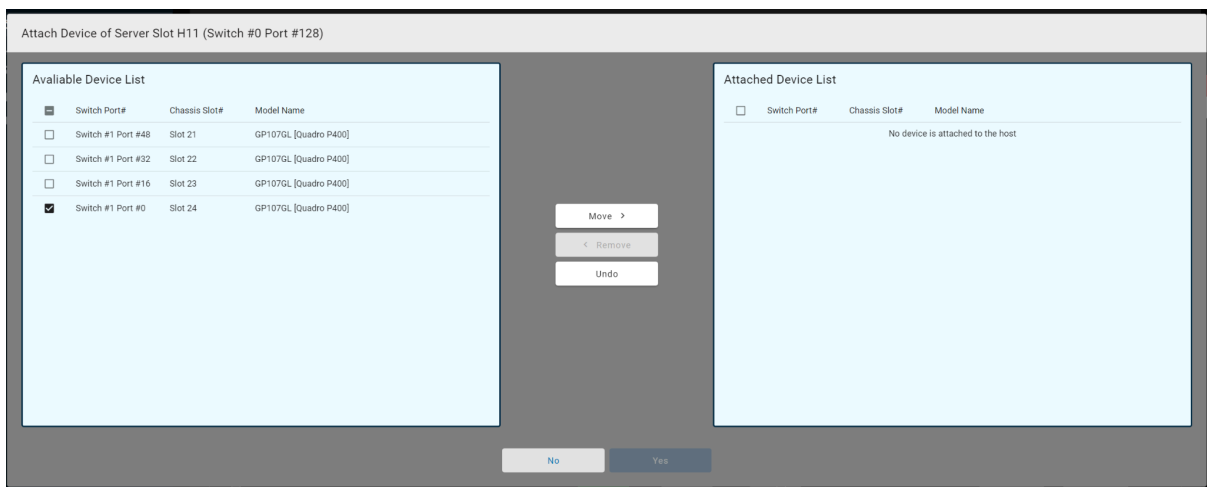 Attach Device of Server Slot H11 (Switch #0 Port #128)
Avaliable Device List
Switch Port# Chassis Slot# Model Name
Switch #1 Port #48 Slot 21 GP107GL [Quadro P400]
Switch #1 Port #32 Slot 22 GP107GL [Quadro P400]
Switch #1 Port #16 Slot 23 GP107GL [Quadro P400]
Switch #1 Port #0 Slot 24 GP107GL [Quadro P400]
Move >
< Remove
Undo
Attached Device List
Switch Port# Chassis Slot# Model Name
No device is attached to the host
No
Yes